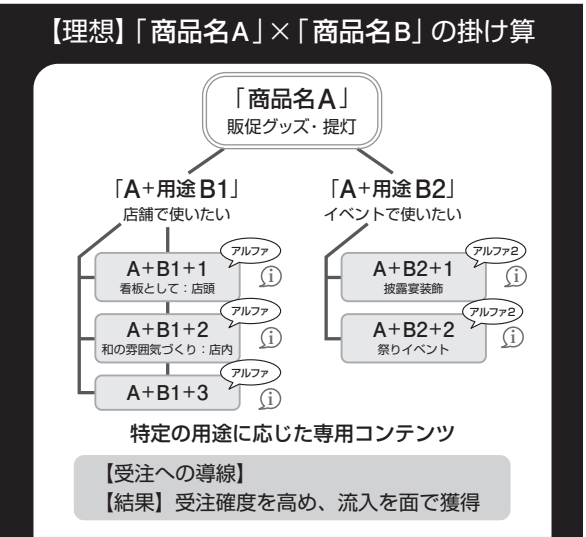 【理想】「商品名A」×「商品名B」の掛け算
「商品名A」
販促グッズ・提灯
「A+用途B1」
店舗で使いたい
「A+用途B2」
イベントで使いたい
アルファ
A+B1+1
看板として：店頭
i
アルファ
A+B1+2
和の雰囲気づくり：店内
i
アルファ
A+B1+3
i
アルファ2
A+B2+1
披露宴装飾
i
アルファ2
A+B2+2
祭りイベント
i
特定の用途に応じた専用コンテンツ
【受注への導線】
【結果】受注確度を高め、流入を面で獲得